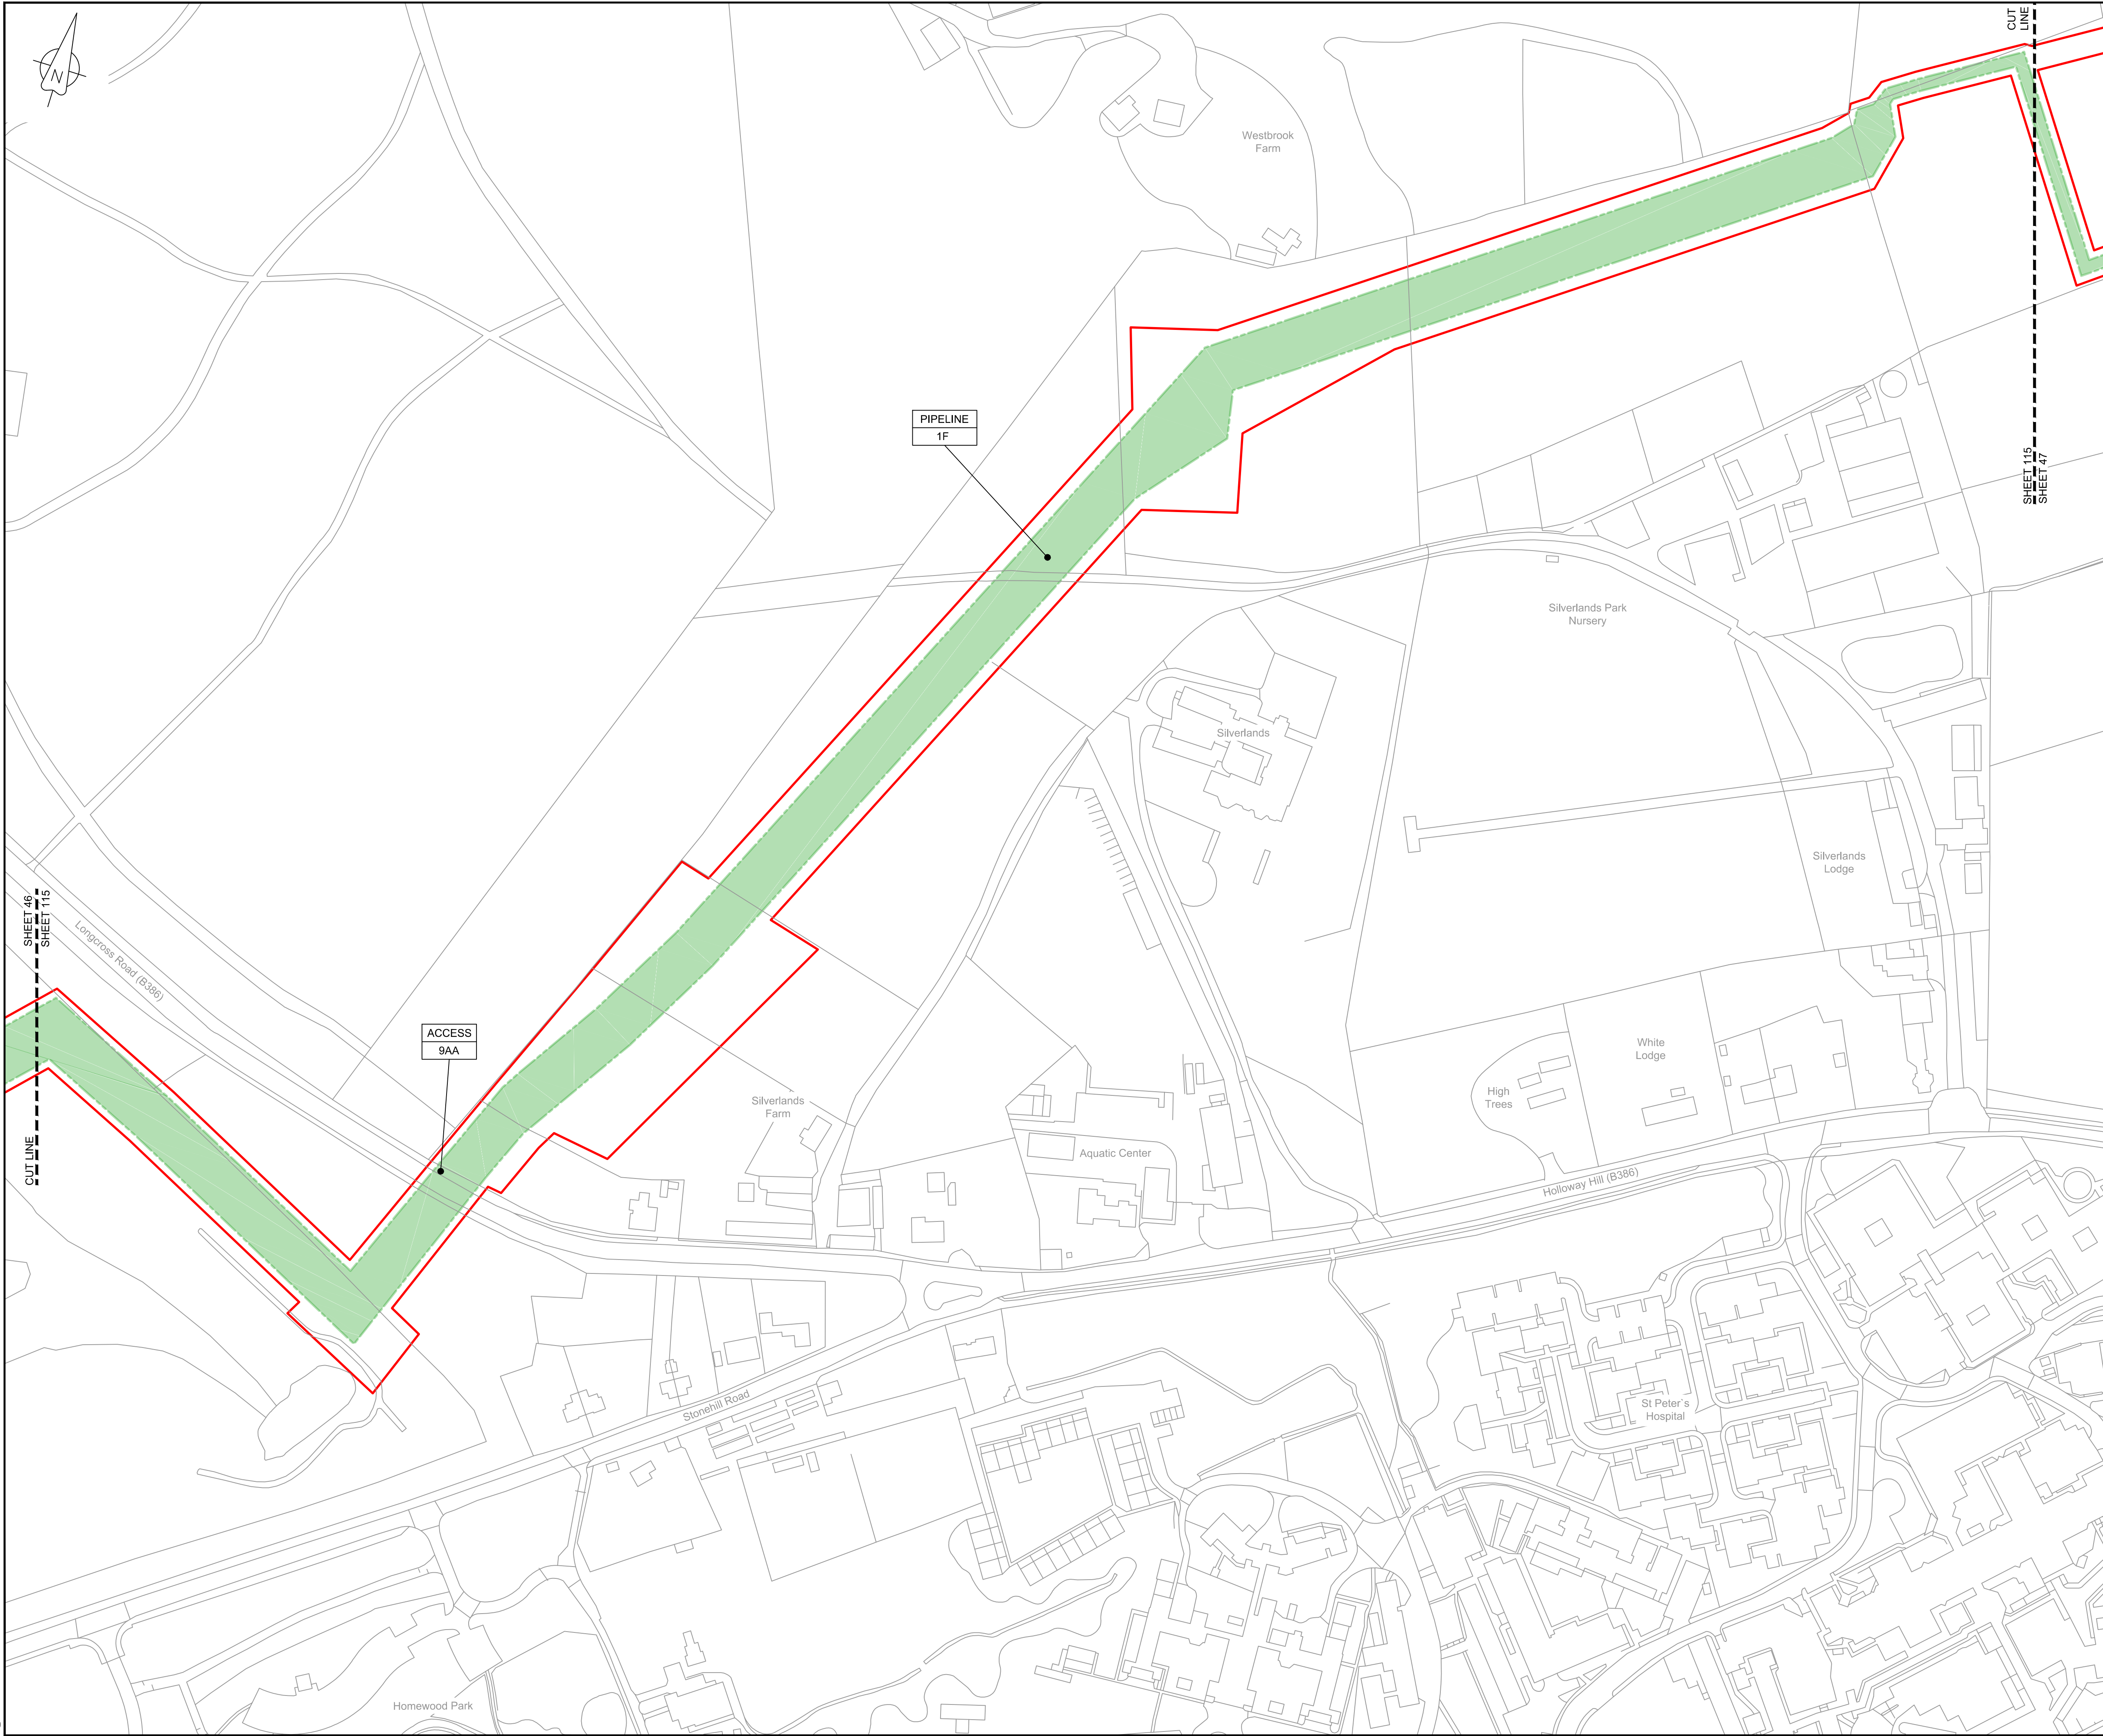 CUT
LINE
N
Westbrook
Farm
PIPELINE
1F
SHEET 115
SHEET 47
Silverlands Park
Nursery
Silverlands
Silverlands
Lodge
SHEET 46
SHEET 115
Longcross Road (B386)
ACCESS
9AA
White
Lodge
High
Trees
Silverlands
Farm
CUT LINE
Aquatic Center
Holloway Hill (B386)
Stonehill Road
St Peter`s
Hospital
Homewood Park